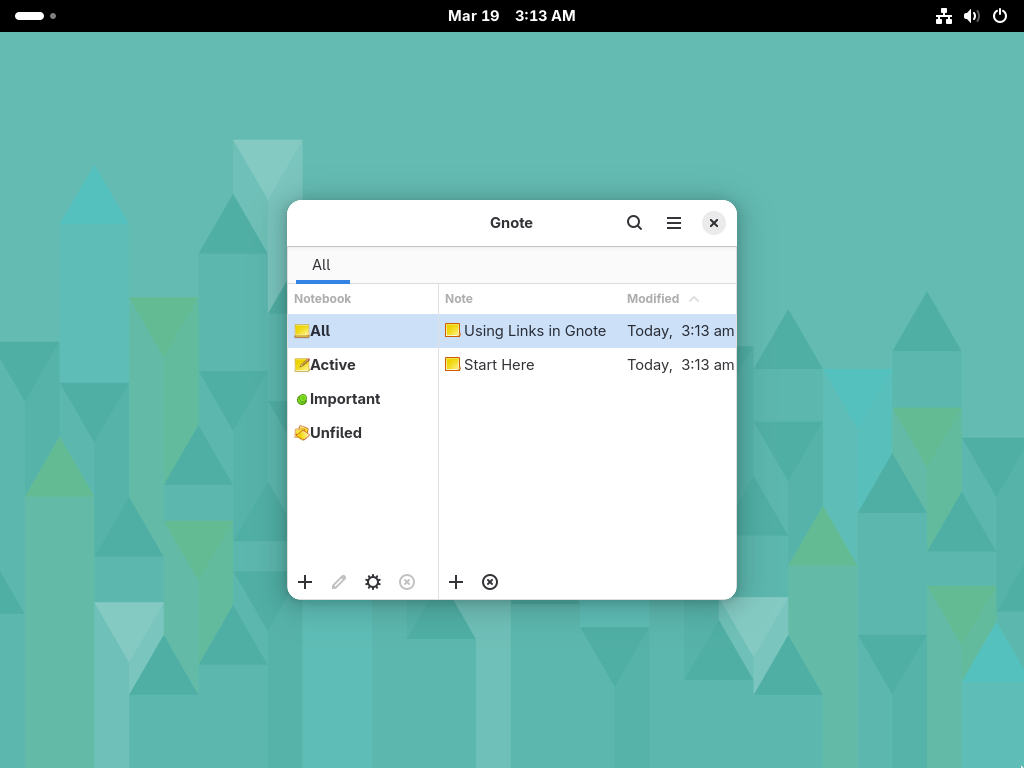 Mar 19 3:13 AM
Gnote
All
Notebook Note Modified
All Using Links in Gnote Today, 3:13 am
Active Start Here Today, 3:13 am
Important
Unfiled